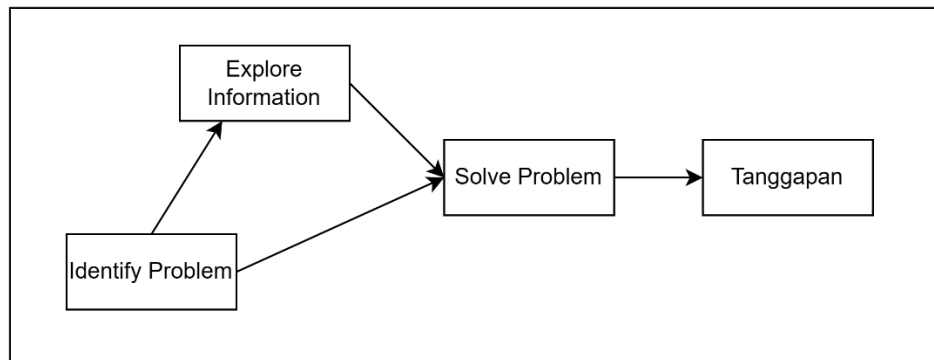 Explore
Information
Solve Problem
Tanggapan
Identify Problem